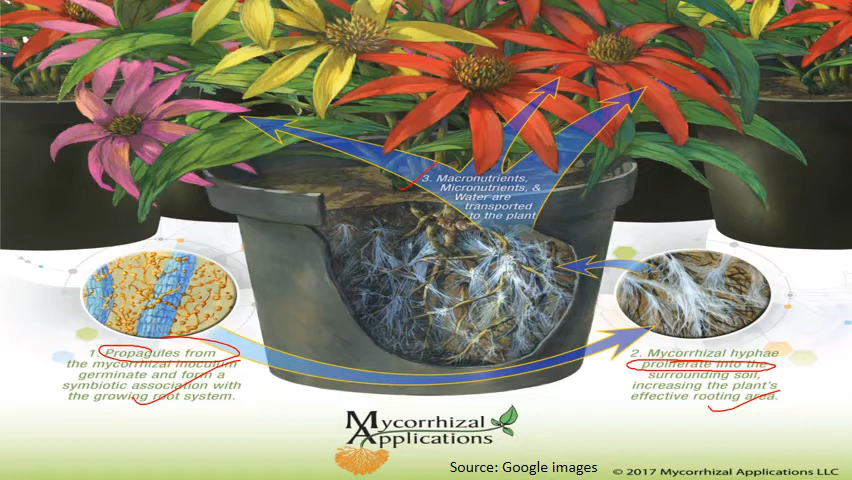 3. Macronutrients,
Micronutrients, &
Water are
transported
to the plant
1. Propagules from
the mycorrhizal inoculum
germinate and form a
symbiotic association with
the growing root system.
2. Mycorrhizal hyphae
proliferate into the
surrounding soil,
increasing the plant's
effective rooting area.
Mycorrhizal
Applications
Source: Google images
© 2017 Mycorrhizal Applications LLC